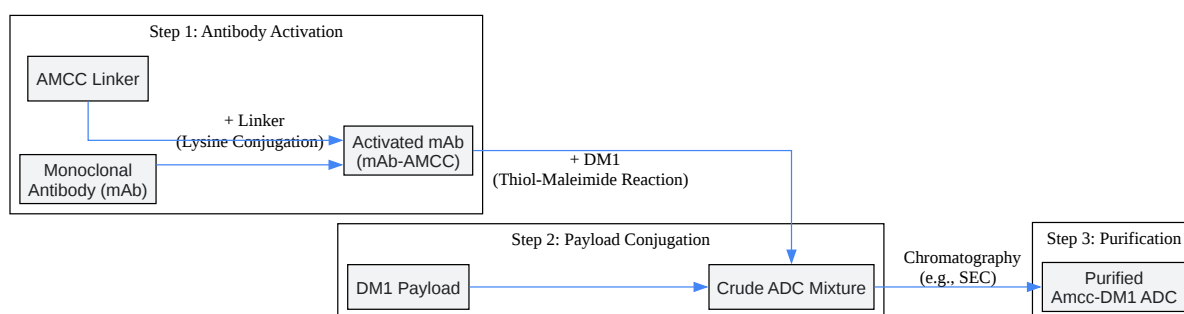 Step 1: Antibody Activation
AMCC Linker
+ Linker
(Lysine Conjugation)
Monoclonal
Antibody (mAb)
Activated mAb
(mAb-AMCC)
+ DM1
(Thiol-Maleimide Reaction)
Step 2: Payload Conjugation
DM1 Payload
Crude ADC Mixture
Chromatography
(e.g., SEC)
Step 3: Purification
Purified
Amcc-DM1 ADC